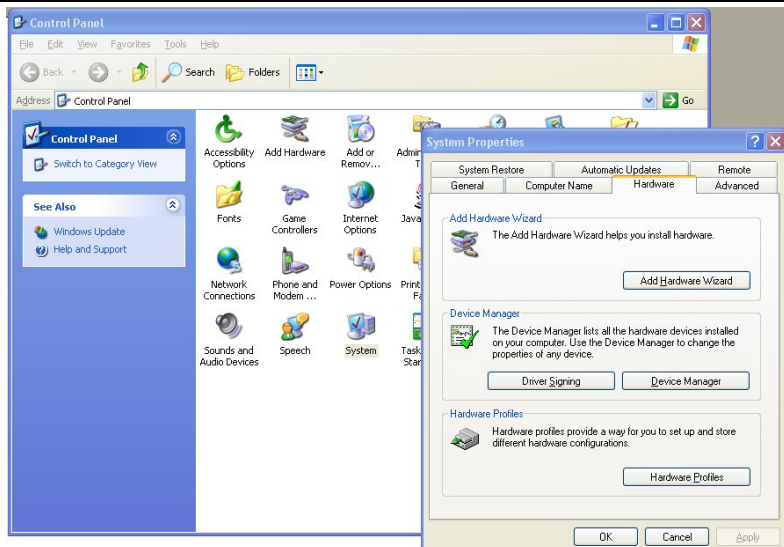 Control Panel
File Edit View Favorites Tools Help
Back Search Folders
Address Control Panel Go
Control Panel
Switch to Category View
See Also
Windows Update
Help and Support
Accessibility Options
Add Hardware
Add or Remov...
Fonts
Game Controllers
Internet Options
Java
Network Connections
Phone and Modem ...
Power Options
Print
Sounds and Audio Devices
Speech
System
Task
Star
System Properties
System Restore Automatic Updates Remote
General Computer Name Hardware Advanced
Add Hardware Wizard
The Add Hardware Wizard helps you install hardware.
Add Hardware Wizard
Device Manager
The Device Manager lists all the hardware devices installed
on your computer. Use the Device Manager to change the
properties of any device.
Driver Signing Device Manager
Hardware Profiles
Hardware profiles provide a way for you to set up and store
different hardware configurations.
Hardware Profiles
OK Cancel Apply